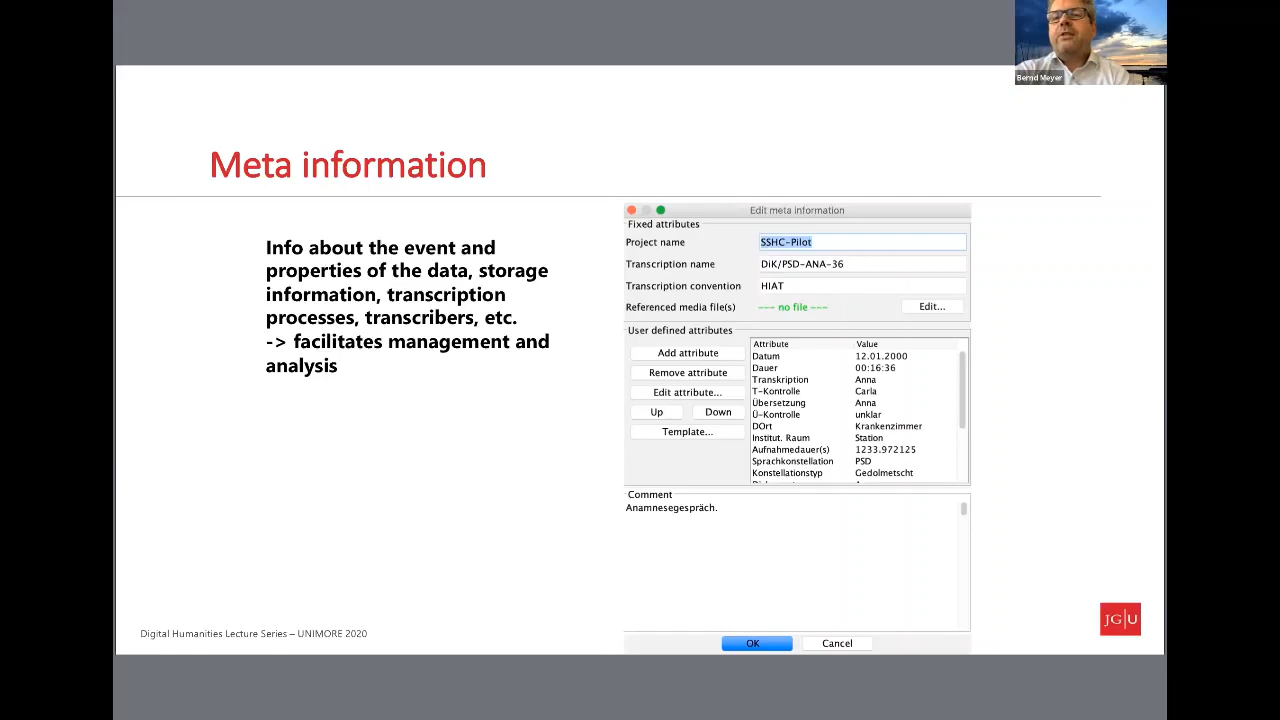 Bernd Meyer
Meta information
Info about the event and
properties of the data, storage
information, transcription
processes, transcribers, etc.
-> facilitates management and
analysis
Edit meta information
Fixed attributes
Project name SSHC-Pilot
Transcription name DiK/PSD-ANA-36
Transcription convention HIAT
Referenced media file(s) --- no file --- Edit...
User defined attributes
Add attribute
Remove attribute
Edit attribute...
Up Down
Template...
Attribute Value
Datum 12.01.2000
Dauer 00:16:36
Transkription Anna
T-Kontrolle Carla
Übersetzung Anna
Ü-Kontrolle unklar
DOrt Krankenzimmer
Institut. Raum Station
Aufnahmedauer(s) 1233.972125
Sprachkonstellation PSD
Konstellationstyp Gedolmetscht
Comment
Anamnesegespräch.
OK Cancel
Digital Humanities Lecture Series – UNIMORE 2020
JG|U